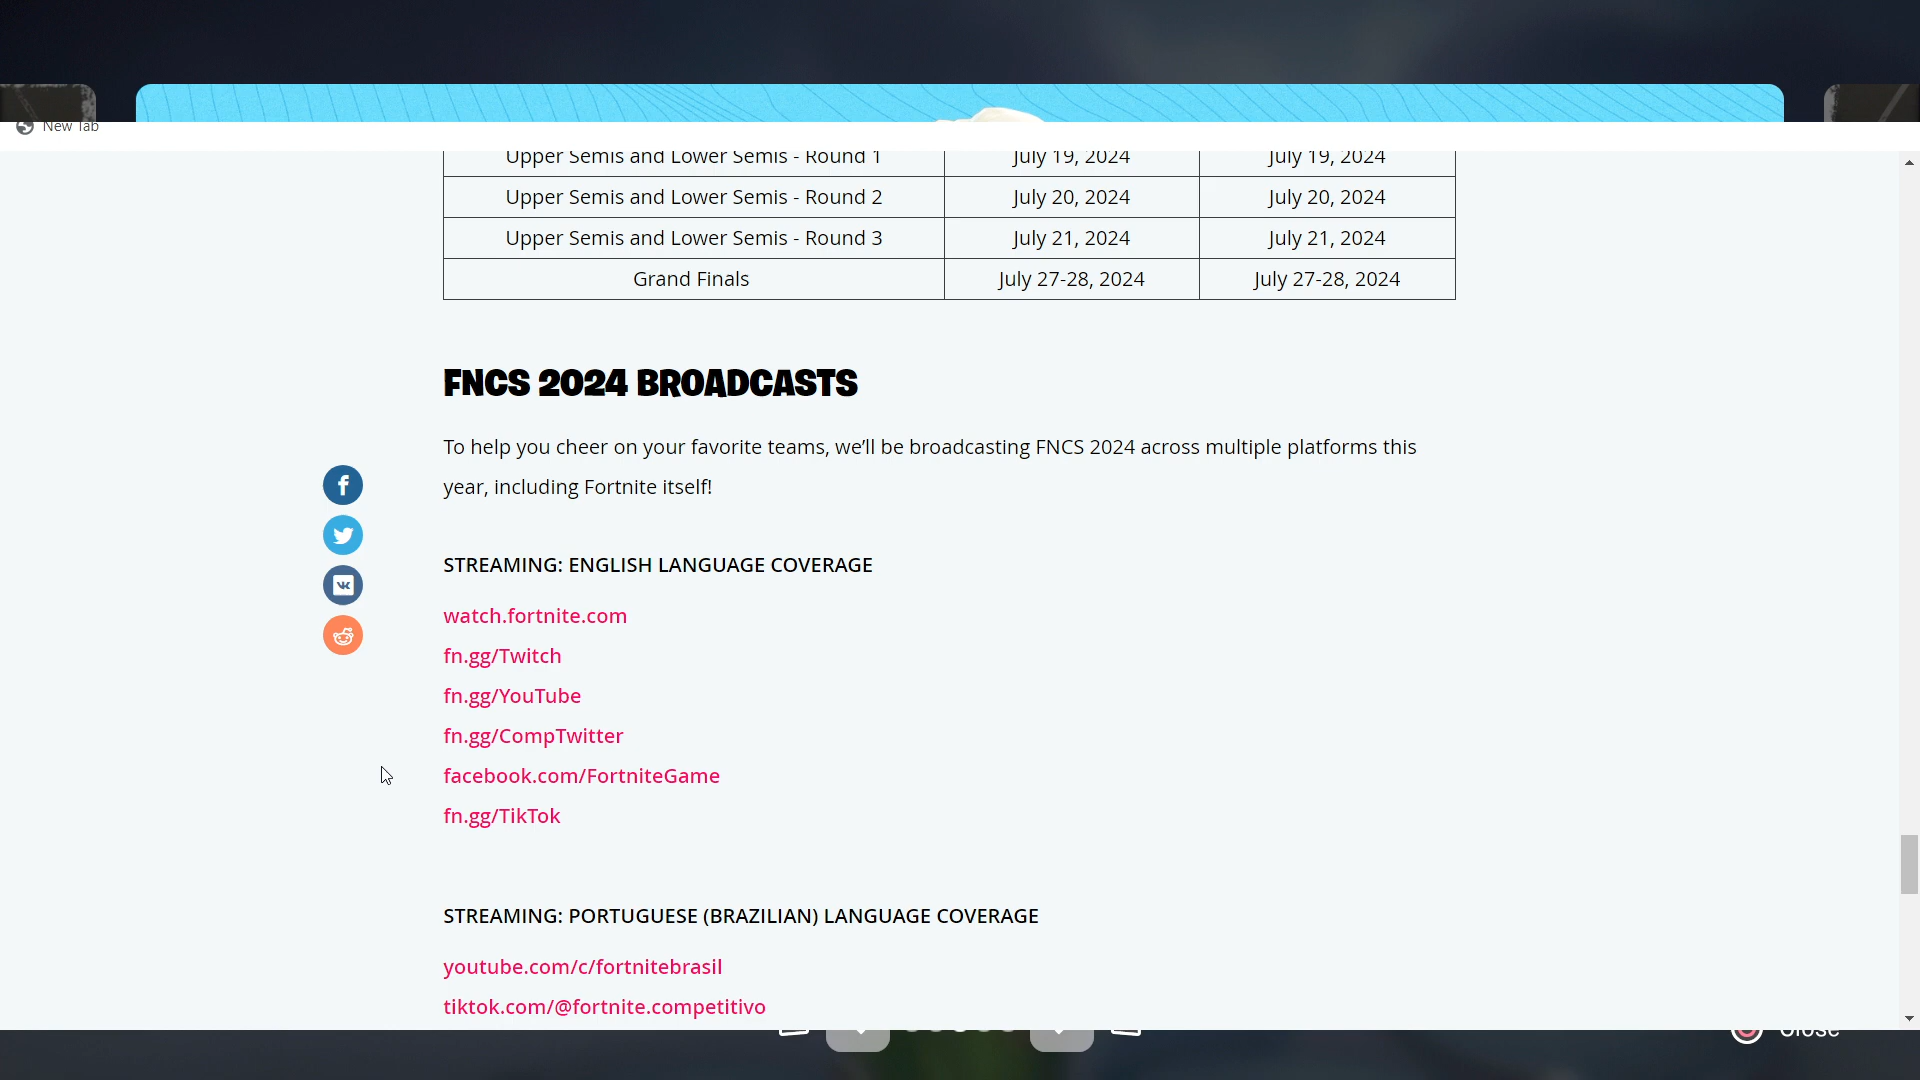 New Tab
Upper Semis and Lower Semis - Round 1 July 19, 2024 July 19, 2024
Upper Semis and Lower Semis - Round 2 July 20, 2024 July 20, 2024
Upper Semis and Lower Semis - Round 3 July 21, 2024 July 21, 2024
Grand Finals July 27-28, 2024 July 27-28, 2024
FNCS 2024 BROADCASTS
To help you cheer on your favorite teams, we’ll be broadcasting FNCS 2024 across multiple platforms this
year, including Fortnite itself!
STREAMING: ENGLISH LANGUAGE COVERAGE
watch.fortnite.com
fn.gg/Twitch
fn.gg/YouTube
fn.gg/CompTwitter
facebook.com/FortniteGame
fn.gg/TikTok
STREAMING: PORTUGUESE (BRAZILIAN) LANGUAGE COVERAGE
youtube.com/c/fortnitebrasil
tiktok.com/@fortnite.competitivo
Close